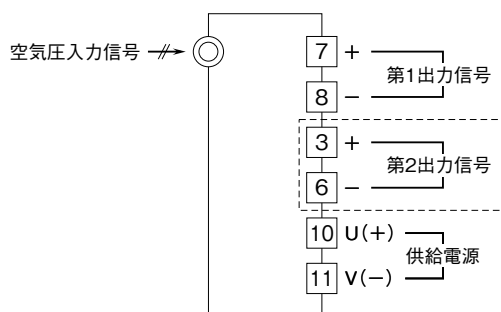 空気圧入力信号
7 +
第1出力信号
8 −
3 +
第2出力信号
6 −
10 U(+)
供給電源
11 V(−)